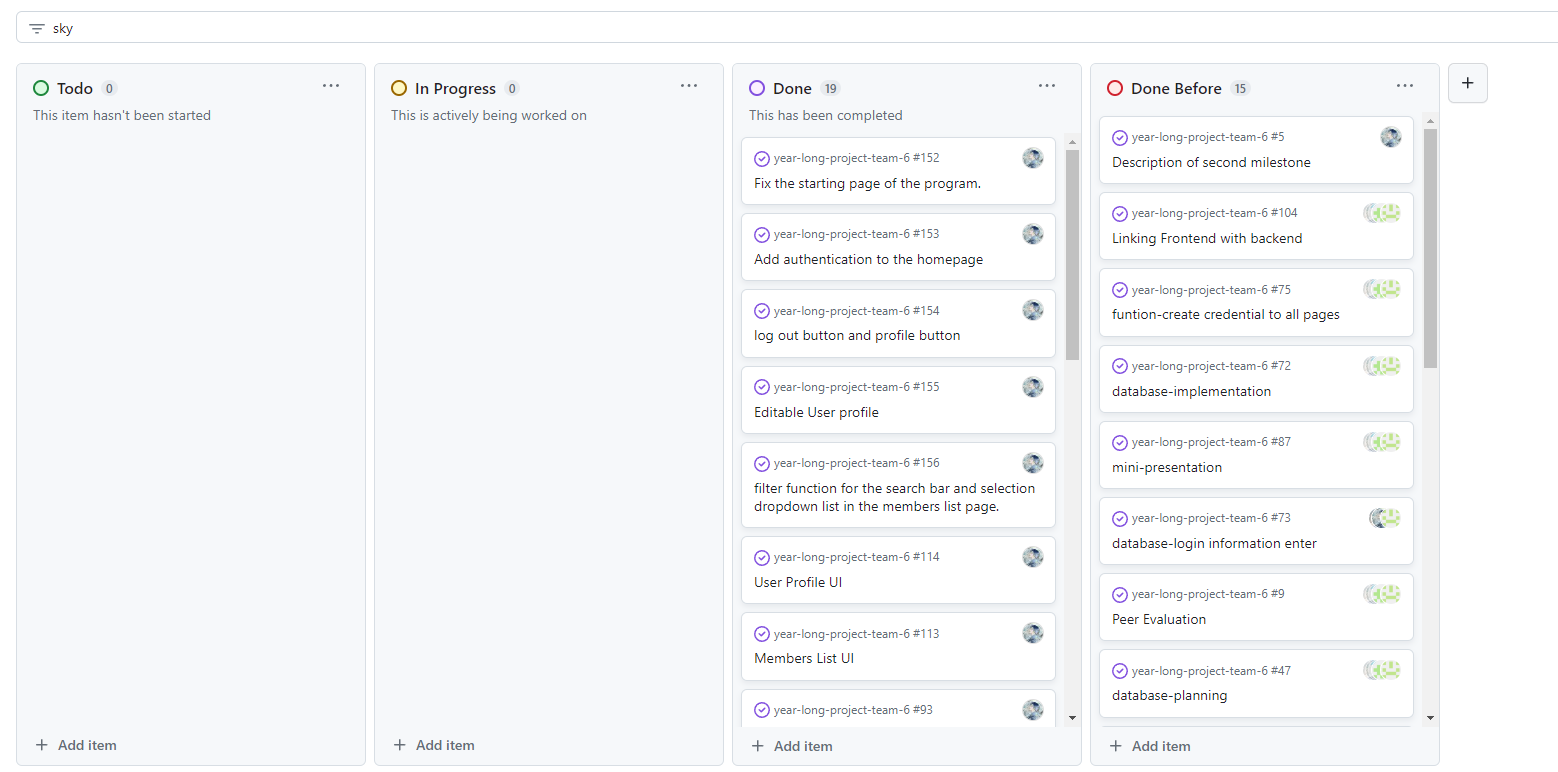 sky
Todo 0
This item hasn't been started
Add item
In Progress 0
This is actively being worked on
Add item
Done 19
This has been completed
year-long-project-team-6 #152
Fix the starting page of the program.
year-long-project-team-6 #153
Add authentication to the homepage
year-long-project-team-6 #154
log out button and profile button
year-long-project-team-6 #155
Editable User profile
year-long-project-team-6 #156
filter function for the search bar and selection
dropdown list in the members list page.
year-long-project-team-6 #114
User Profile UI
year-long-project-team-6 #113
Members List UI
year-long-project-team-6 #93
Add item
Done Before 15
year-long-project-team-6 #5
Description of second milestone
year-long-project-team-6 #104
Linking Frontend with backend
year-long-project-team-6 #75
funtion-create credential to all pages
year-long-project-team-6 #72
database-implementation
year-long-project-team-6 #87
mini-presentation
year-long-project-team-6 #73
database-login information enter
year-long-project-team-6 #9
Peer Evaluation
year-long-project-team-6 #47
database-planning
Add item